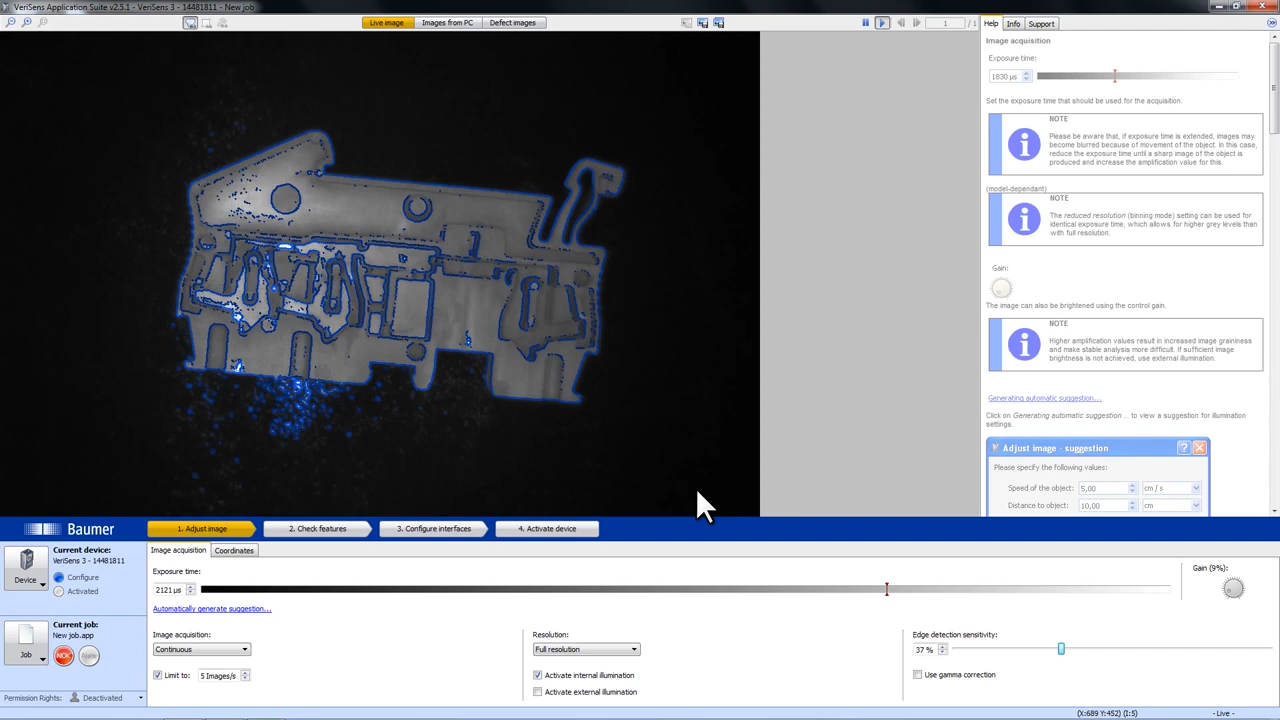 VeriSens Application Suite v2.5.1 - VeriSens 3 - 14481811 - New job
Live image
Images from PC
Defect images
1
/ 1
Help
Info
Support
Image acquisition
Exposure time:
1830 µs
Set the exposure time that should be used for the acquisition.
NOTE
Please be aware that, if exposure time is extended, images may
become blurred because of movement of the object. In this case,
reduce the exposure time until a sharp image of the object is
produced and increase the amplification value for this.
(model-dependant)
NOTE
The reduced resolution (binning mode) setting can be used for
identical exposure time, which allows for higher grey levels than
with full resolution.
Gain:
The image can also be brightened using the control gain.
NOTE
Higher amplification values result in increased image graininess
and make stable analysis more difficult. If sufficient image
brightness is not achieved, use external illumination.
Generating automatic suggestion...
Click on Generating automatic suggestion ... to view a suggestion for illumination
settings.
Adjust image - suggestion
Please specify the following values:
Speed of the object:
5,00
cm / s
Distance to object:
10,00
cm
Baumer
1. Adjust image
2. Check features
3. Configure interfaces
4. Activate device
Current device:
VeriSens 3 - 14481811
Configure
Activated
Device
Current job:
New job.app
NOK
Job
Permission Rights:
Deactivated
Image acquisition
Coordinates
Exposure time:
2121 µs
Gain (9%):
Automatically generate suggestion...
Image acquisition:
Continuous
Limit to:
5 Images/s
Resolution:
Full resolution
Activate internal illumination
Activate external illumination
Edge detection sensitivity:
37 %
Use gamma correction
(X:689 Y:452) (I:5)
- Live -